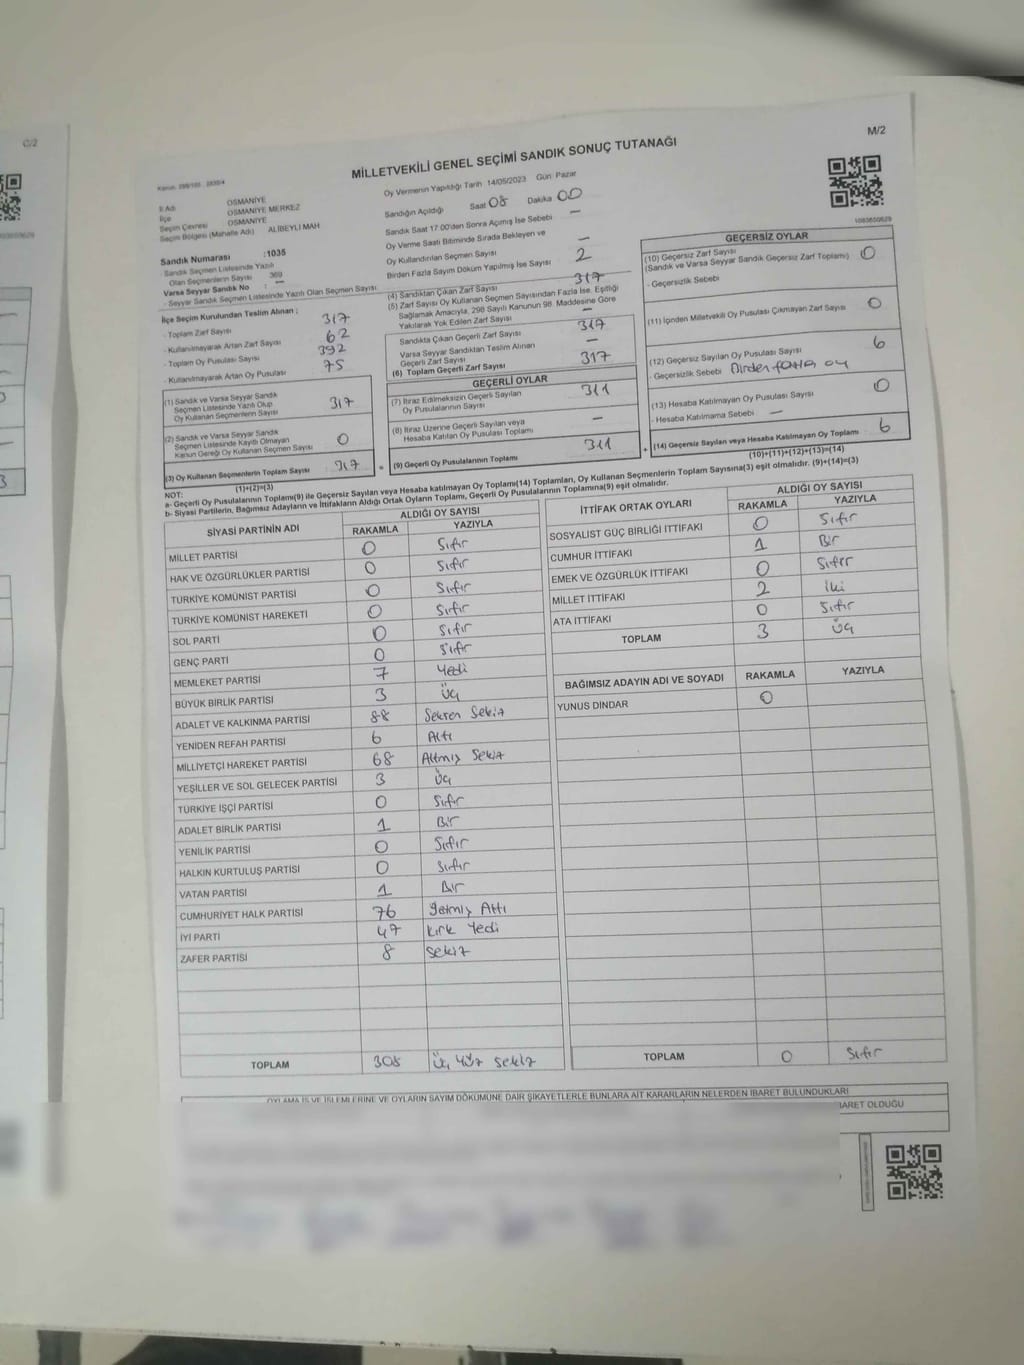 C/2
M/2
MİLLETVEKİLİ GENEL SEÇİMİ SANDIK SONUÇ TUTANAĞI
İl Adı OSMANİYE
İlçe OSMANİYE MERKEZ
Seçim Çevresi OSMANİYE
Seçim Bölgesi (Mahalle Adı) ALİBEYLİ MAH
Sandık Numarası :1035
- Sandık Seçmen Listesinde Yazılı
Olan Seçmenlerin Sayısı 369
Varsa Seyyar Sandık No : —
- Seyyar Sandık Seçmen Listesinde Yazılı Olan Seçmen Sayısı
Oy Vermenin Yapıldığı Tarih 14/05/2023 Gün Pazar
Sandığın Açıldığı Saat 08 Dakika 00
Sandık Saat 17:00'den Sonra Açımış İse Sebebi —
Oy Verme Saati Bitiminde Sırada Bekleyen ve
Oy Kullandırılan Seçmen Sayısı —
Birden Fazla Sayım Döküm Yapılmış İse Sayısı 2
İlçe Seçim Kurulundan Teslim Alınan ;
- Toplam Zarf Sayısı 317
- Kullanılmayarak Artan Zarf Sayısı 62
- Toplam Oy Pusulası Sayısı 392
- Kullanılmayarak Artan Oy Pusulası 75
(1) Sandık ve Varsa Seyyar Sandık
Seçmen Listesinde Yazılı Olup
Oy Kullanan Seçmenlerin Sayısı 317
(2) Sandık ve Varsa Seyyar Sandık
Seçmen Listesinde Kayıtlı Olmayan
Kanun Gereği Oy Kullanan Seçmen Sayısı 0
(3) Oy Kullanan Seçmenlerin Toplam Sayısı 317
(1)+(2)=(3)
(4) Sandıktan Çıkan Zarf Sayısı 317
(5) Zarf Sayısı Oy Kullanan Seçmen Sayısından Fazla İse, Eşitliği
Sağlamak Amacıyla, 298 Sayılı Kanunun 98. Maddesine Göre
Yakılarak Yok Edilen Zarf Sayısı —
Sandıkta Çıkan Geçerli Zarf Sayısı 317
Varsa Seyyar Sandıktan Teslim Alınan
Geçerli Zarf Sayısı —
(6) Toplam Geçerli Zarf Sayısı 317
GEÇERLİ OYLAR
(7) İtiraz Edilmeksizin Geçerli Sayılan
Oy Pusulalarının Sayısı 311
(8) İtiraz Üzerine Geçerli Sayılan veya
Hesaba Katılan Oy Pusulası Toplamı —
(9) Geçerli Oy Pusulalarının Toplamı 311
GEÇERSİZ OYLAR
(10) Geçersiz Zarf Sayısı
(Sandık ve Varsa Seyyar Sandık Geçersiz Zarf Toplamı) 0
- Geçersizlik Sebebi
(11) İçinden Milletvekili Oy Pusulası Çıkmayan Zarf Sayısı 0
(12) Geçersiz Sayılan Oy Pusulası Sayısı 6
- Geçersizlik Sebebi Birden fazla oy
(13) Hesaba Katılmayan Oy Pusulası Sayısı 0
- Hesaba Katılmama Sebebi —
(14) Geçersiz Sayılan veya Hesaba Katılmayan Oy Toplamı 6
(10)+(11)+(12)+(13)=(14)
NOT:
a- Geçerli Oy Pusulalarının Toplamı(9) ile Geçersiz Sayılan veya Hesaba Katılmayan Oy Toplamı(14) Toplamları, Oy Kullanan Seçmenlerin Toplam Sayısına(3) eşit olmalıdır. (9)+(14)=(3)
b- Siyasi Partilerin, Bağımsız Adayların ve İttifakların Aldığı Ortak Oyların Toplamı, Geçerli Oy Pusulalarının Toplamına(9) eşit olmalıdır.
SİYASİ PARTİNİN ADI ALDIĞI OY SAYISI
RAKAMLA YAZIYLA
MİLLET PARTİSİ 0 Sıfır
HAK VE ÖZGÜRLÜKLER PARTİSİ 0 Sıfır
TÜRKİYE KOMÜNİST PARTİSİ 0 Sıfır
TÜRKİYE KOMÜNİST HAREKETİ 0 Sıfır
SOL PARTİ 0 Sıfır
GENÇ PARTİ 0 Sıfır
MEMLEKET PARTİSİ 7 Yedi
BÜYÜK BİRLİK PARTİSİ 3 Üç
ADALET VE KALKINMA PARTİSİ 88 Seksen Sekiz
YENİDEN REFAH PARTİSİ 6 Altı
MİLLİYETÇİ HAREKET PARTİSİ 68 Altmış Sekiz
YEŞİLLER VE SOL GELECEK PARTİSİ 3 Üç
TÜRKİYE İŞÇİ PARTİSİ 0 Sıfır
ADALET BİRLİK PARTİSİ 1 Bir
YENİLİK PARTİSİ 0 Sıfır
HALKIN KURTULUŞ PARTİSİ 0 Sıfır
VATAN PARTİSİ 1 Bir
CUMHURİYET HALK PARTİSİ 76 Yetmiş Altı
İYİ PARTİ 47 Kırk Yedi
ZAFER PARTİSİ 8 Sekiz
TOPLAM 308 Üç Yüz Sekiz
İTTİFAK ORTAK OYLARI ALDIĞI OY SAYISI
RAKAMLA YAZIYLA
SOSYALİST GÜÇ BİRLİĞİ İTTİFAKI 0 Sıfır
CUMHUR İTTİFAKI 1 Bir
EMEK VE ÖZGÜRLÜK İTTİFAKI 0 Sıfır
MİLLET İTTİFAKI 2 İki
ATA İTTİFAKI 0 Sıfır
TOPLAM 3 Üç
BAĞIMSIZ ADAYIN ADI VE SOYADI RAKAMLA YAZIYLA
YUNUS DİNDAR 0
TOPLAM 0 Sıfır
OYLAMA İŞ VE İŞLEMLERİNE VE OYLARIN SAYIM DÖKÜMÜNE DAİR ŞİKAYETLERLE BUNLARA AİT KARARLARIN NELERDEN İBARET BULUNDUKLARI
İBARET OLDUĞU